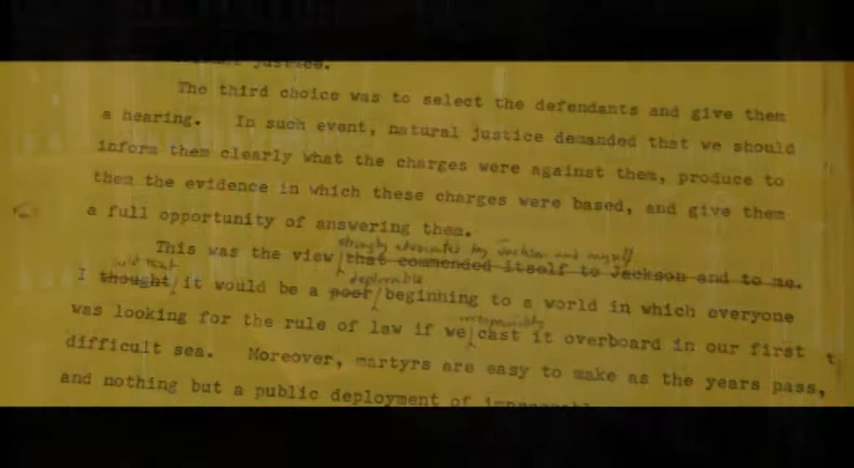 justice.
The third choice was to select the defendants and give them
a hearing. In such event, natural justice demanded that we should
inform them clearly what the charges were against them, produce to
them the evidence in which these charges were based, and give them
a full opportunity of answering them.
strongly advocated by Jackson and myself
This was the view that commended itself to Jackson and to me.
deplorable
I thought it would be a poor beginning to a world in which everyone
irresponsibly
was looking for the rule of law if we cast it overboard in our first
difficult sea. Moreover, martyrs are easy to make as the years pass,
and nothing but a public deployment of